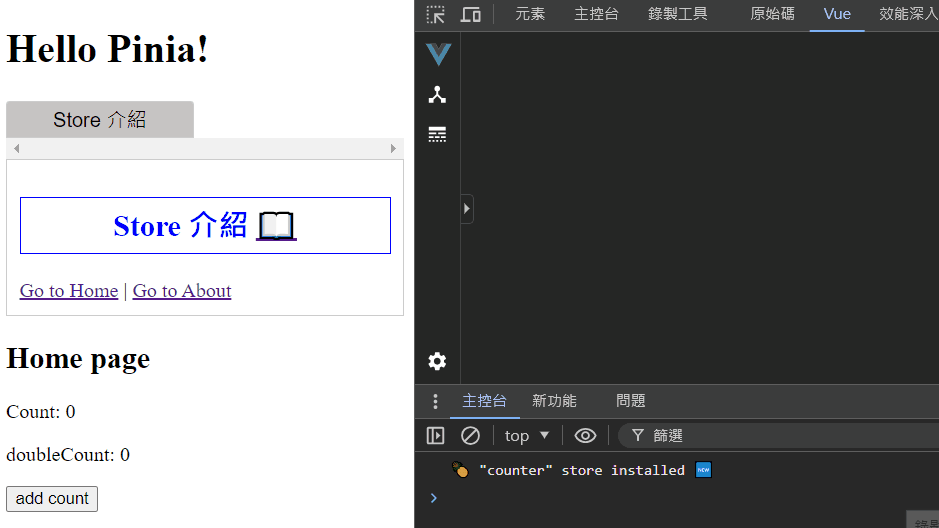 Hello Pinia!
Store 介紹
Store 介紹
Go to Home | Go to About
Home page
Count: 0
doubleCount: 0
add count
元素 主控台 錄製工具 原始碼 Vue 效能深入
主控台 新功能 問題
top 篩選
"counter" store installed NEW